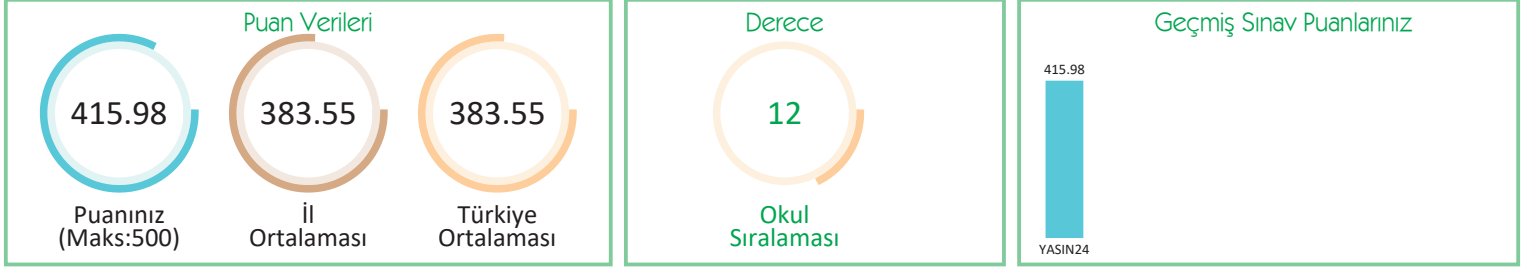 Puan Verileri
415.98
383.55
383.55
Puanınız
(Maks:500)
İl
Ortalaması
Türkiye
Ortalaması
Derece
12
Okul
Sıralaması
Geçmiş Sınav Puanlarınız
415.98
YASIN24